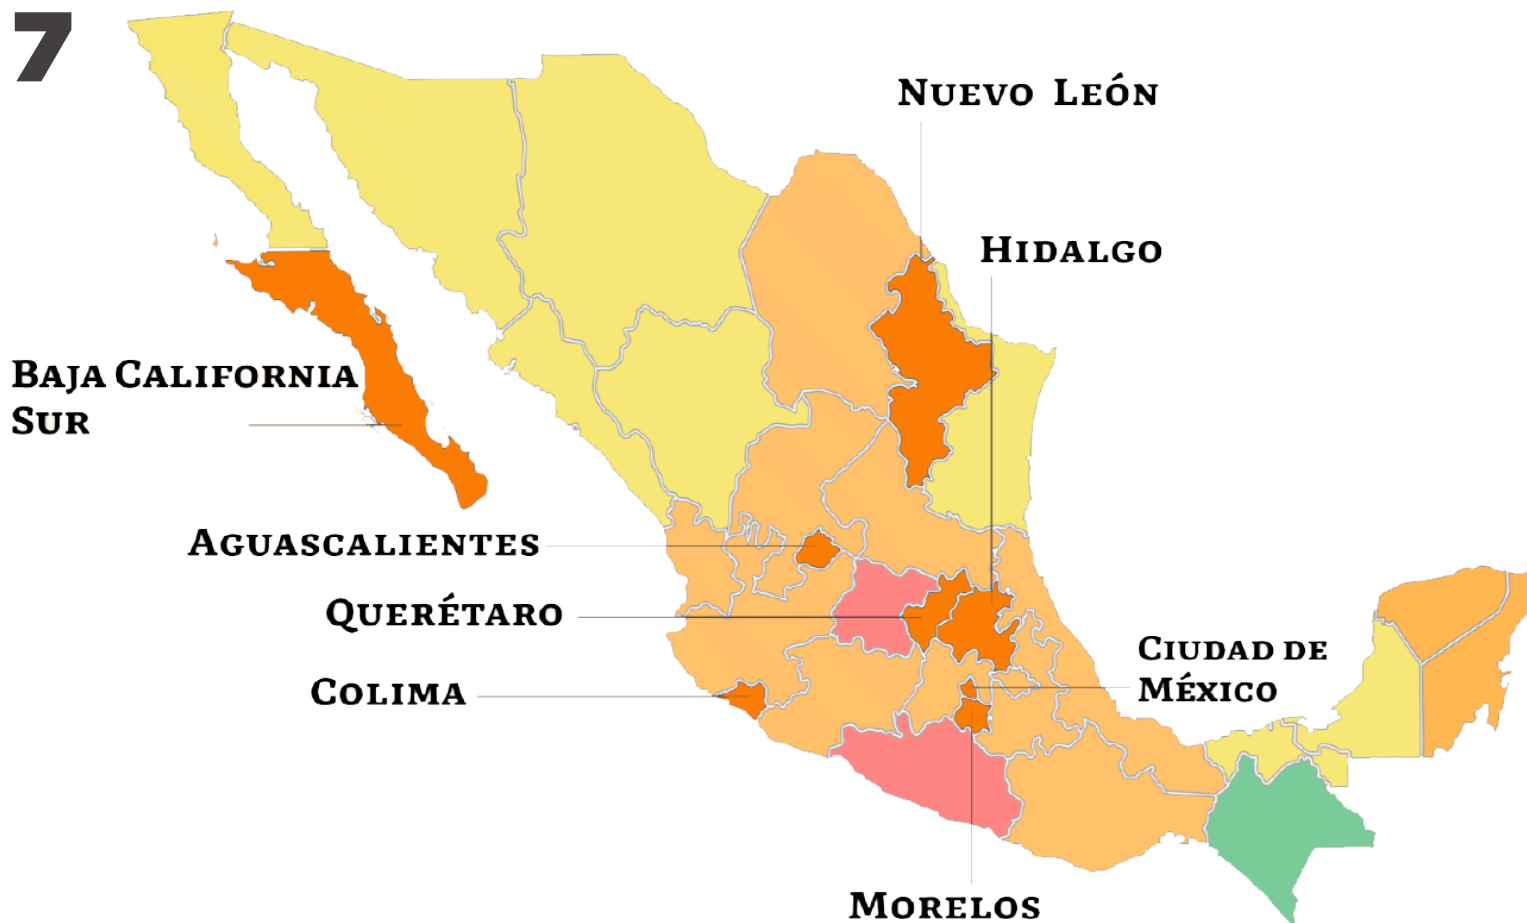 7
Nuevo León
Hidalgo
Baja California
Sur
Aguascalientes
Querétaro
Ciudad de
México
Colima
Morelos